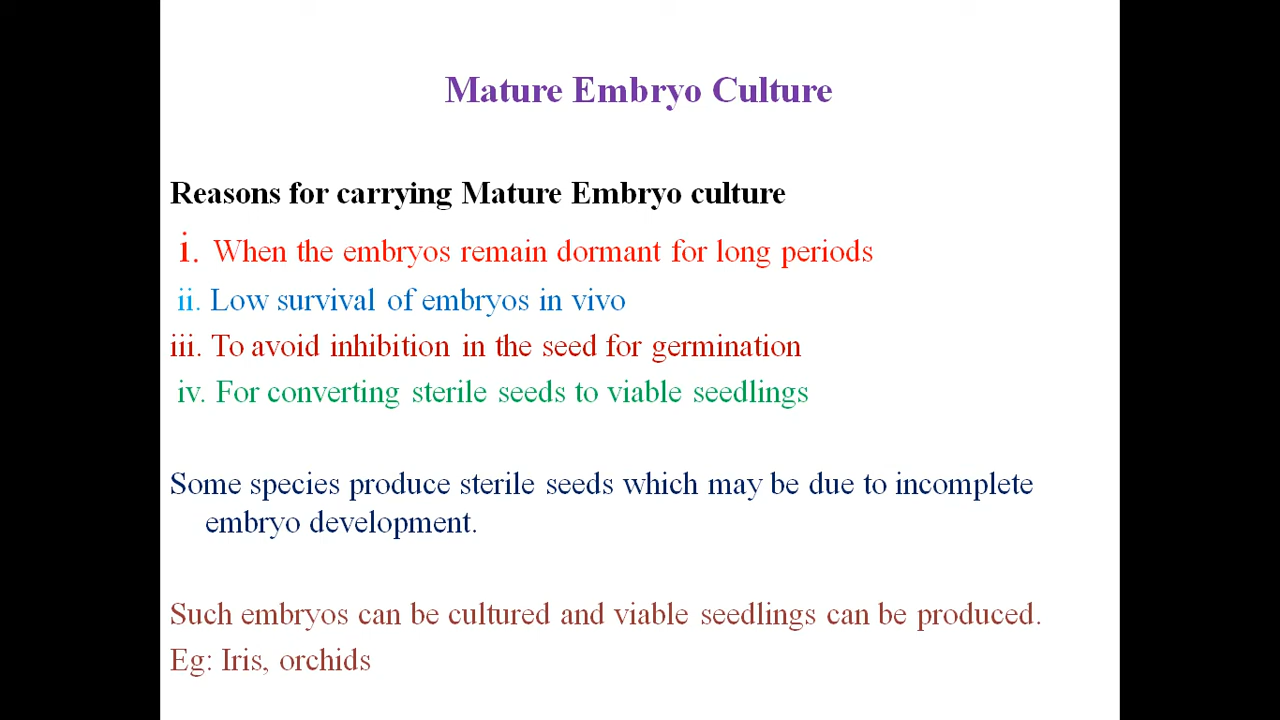 Mature Embryo Culture
Reasons for carrying Mature Embryo culture
i. When the embryos remain dormant for long periods
ii. Low survival of embryos in vivo
iii. To avoid inhibition in the seed for germination
iv. For converting sterile seeds to viable seedlings
Some species produce sterile seeds which may be due to incomplete
embryo development.
Such embryos can be cultured and viable seedlings can be produced.
Eg: Iris, orchids